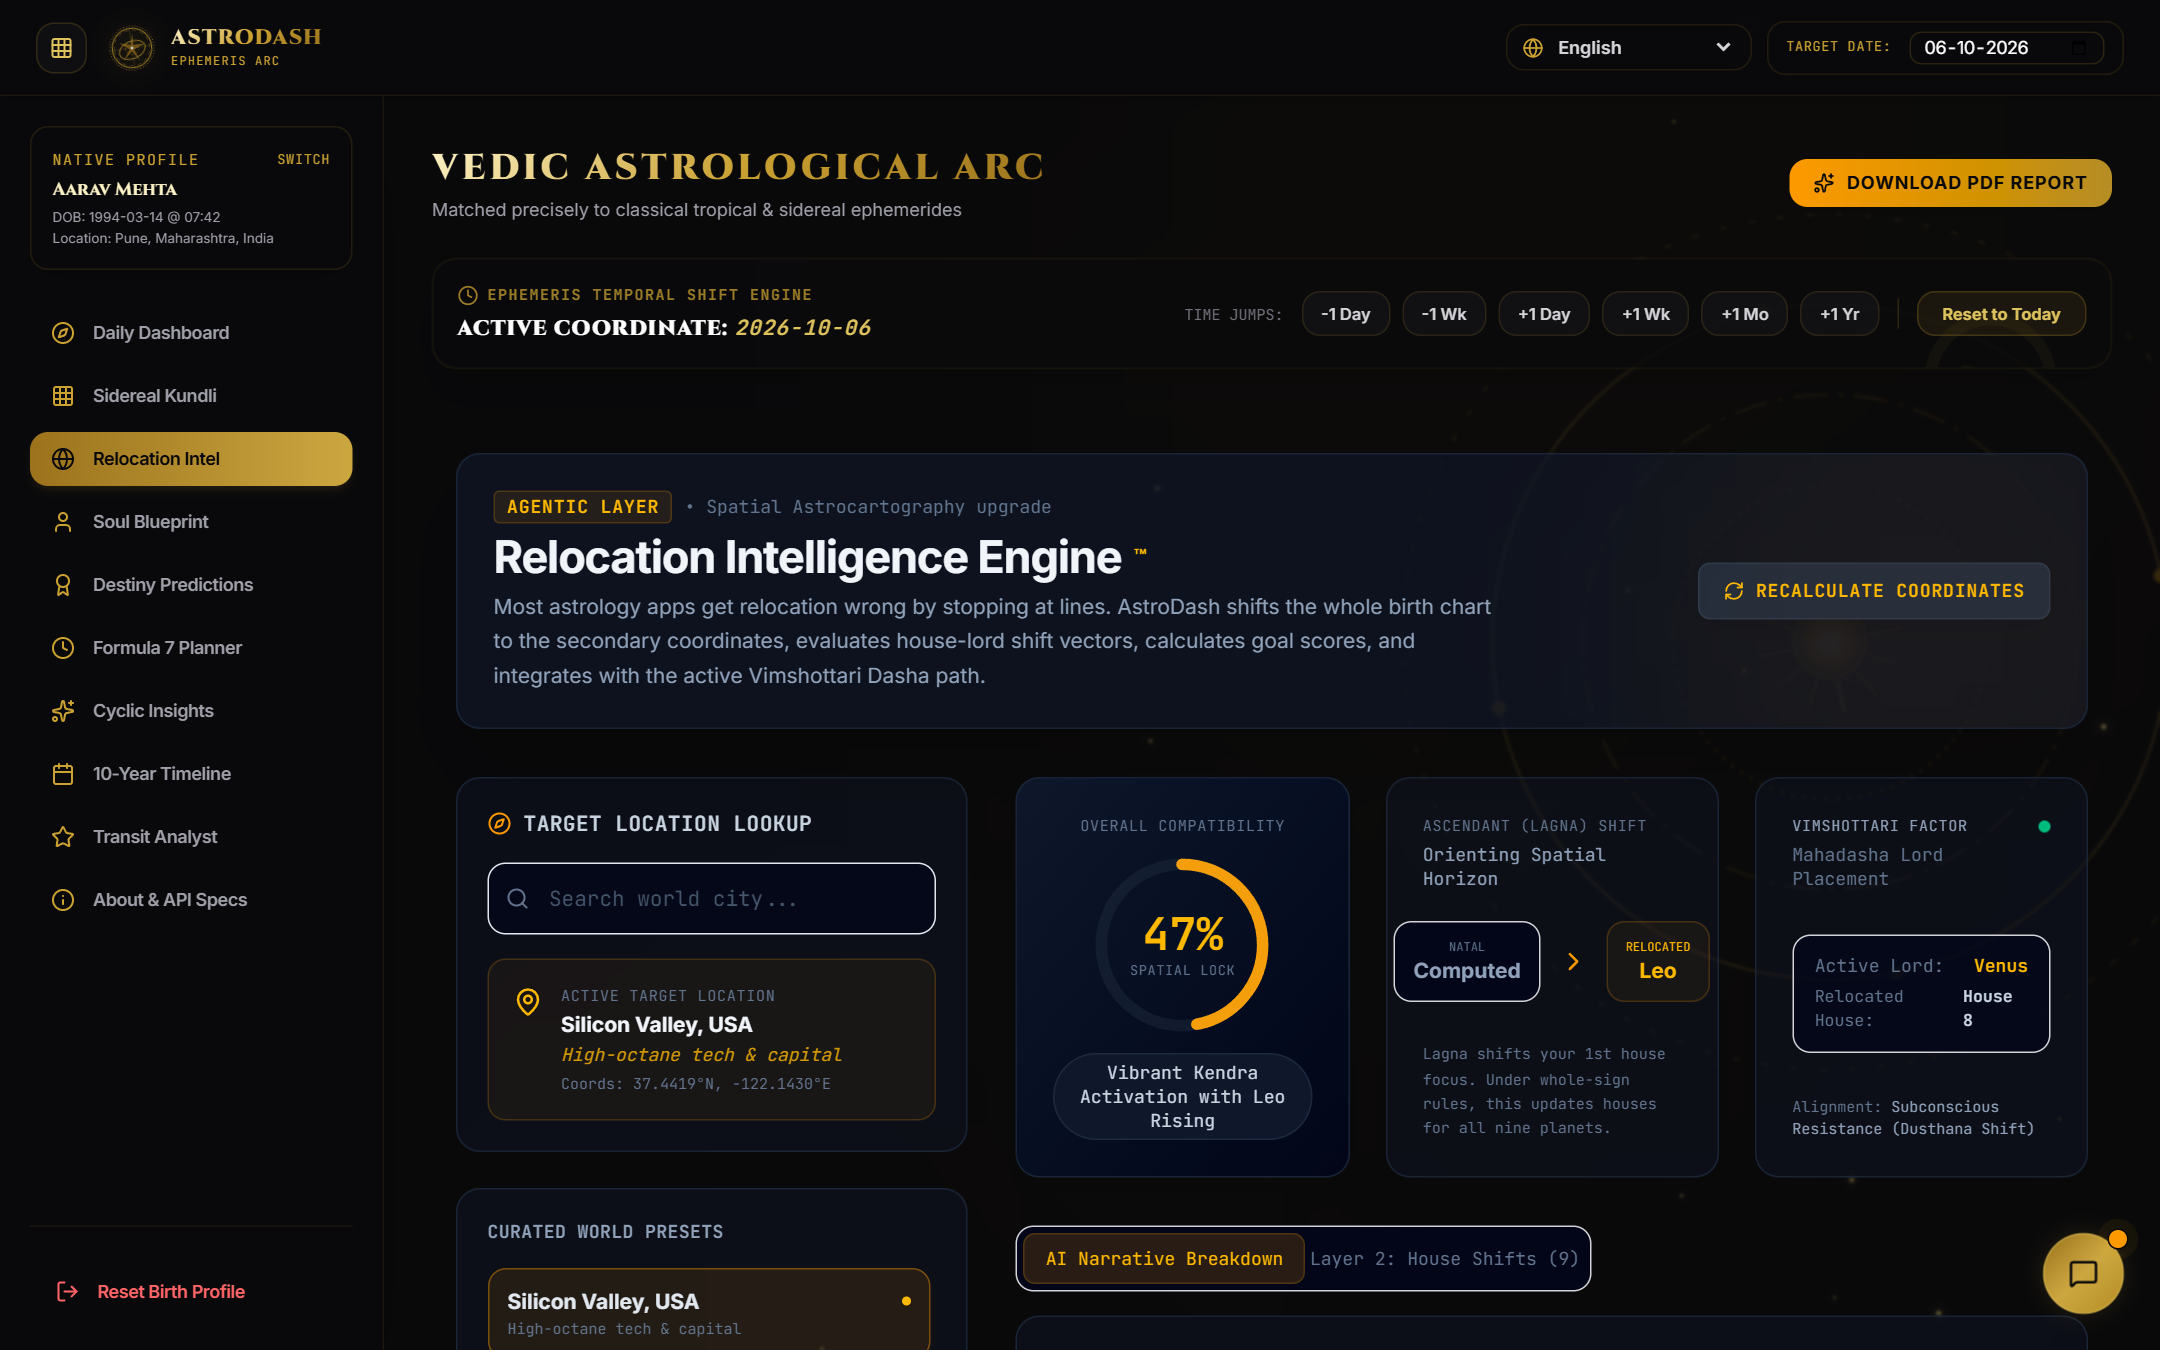 ASTRODASH
EPHEMERIS ARC
English
TARGET DATE:
06-10-2026
NATIVE PROFILE
SWITCH
AARAV MEHTA
DOB: 1994-03-14 @ 07:42
Location: Pune, Maharashtra, India
Daily Dashboard
Sidereal Kundli
Relocation Intel
Soul Blueprint
Destiny Predictions
Formula 7 Planner
Cyclic Insights
10-Year Timeline
Transit Analyst
About & API Specs
Reset Birth Profile
VEDIC ASTROLOGICAL ARC
Matched precisely to classical tropical & sidereal ephemerides
DOWNLOAD PDF REPORT
EPHEMERIS TEMPORAL SHIFT ENGINE
ACTIVE COORDINATE: 2026-10-06
TIME JUMPS:
-1 Day
-1 Wk
+1 Day
+1 Wk
+1 Mo
+1 Yr
Reset to Today
AGENTIC LAYER
• Spatial Astrocartography upgrade
Relocation Intelligence Engine ™
Most astrology apps get relocation wrong by stopping at lines. AstroDash shifts the whole birth chart
to the secondary coordinates, evaluates house-lord shift vectors, calculates goal scores, and
integrates with the active Vimshottari Dasha path.
RECALCULATE COORDINATES
TARGET LOCATION LOOKUP
Search world city...
ACTIVE TARGET LOCATION
Silicon Valley, USA
High-octane tech & capital
Coords: 37.4419°N, -122.1430°E
CURATED WORLD PRESETS
Silicon Valley, USA
High-octane tech & capital
OVERALL COMPATIBILITY
47%
SPATIAL LOCK
Vibrant Kendra
Activation with Leo
Rising
ASCENDANT (LAGNA) SHIFT
Orienting Spatial
Horizon
NATAL
Computed
RELOCATED
Leo
Lagna shifts your 1st house
focus. Under whole-sign
rules, this updates houses
for all nine planets.
VIMSHOTTARI FACTOR
Mahadasha Lord
Placement
Active Lord: Venus
Relocated House
House: 8
Alignment: Subconscious
Resistance (Dusthana Shift)
AI Narrative Breakdown
Layer 2: House Shifts (9)